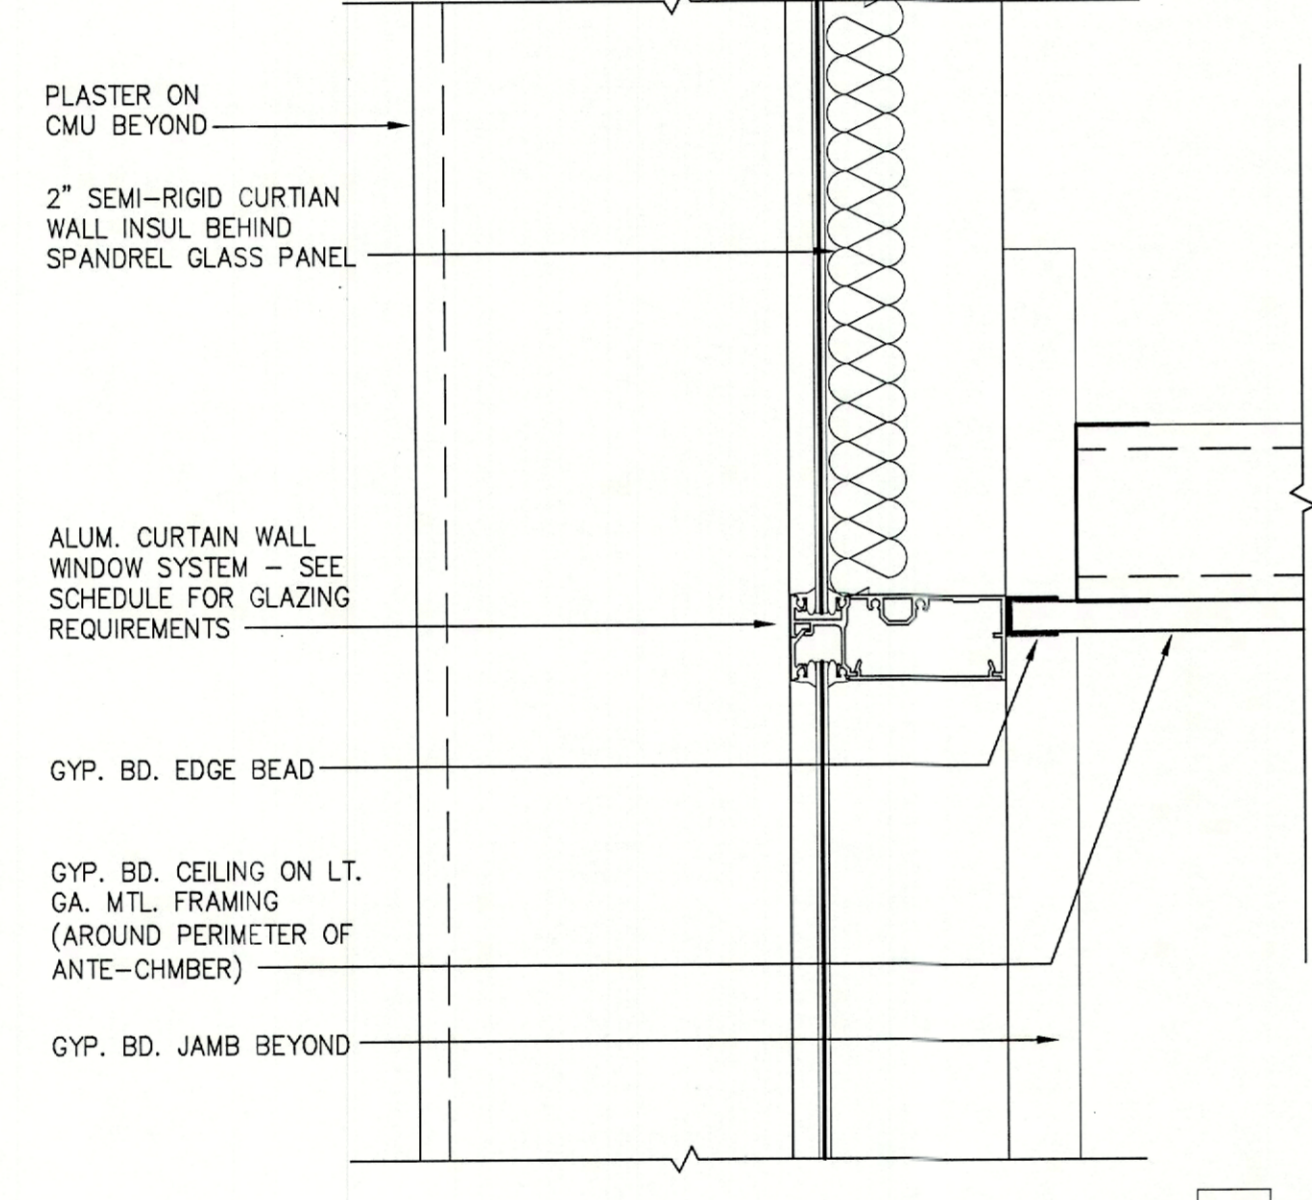 PLASTER ON
CMU BEYOND
2" SEMI-RIGID CURTIAN
WALL INSUL BEHIND
SPANDREL GLASS PANEL
ALUM. CURTAIN WALL
WINDOW SYSTEM - SEE
SCHEDULE FOR GLAZING
REQUIREMENTS
GYP. BD. EDGE BEAD
GYP. BD. CEILING ON LT.
GA. MTL. FRAMING
(AROUND PERIMETER OF
ANTE-CHMBER)
GYP. BD. JAMB BEYOND